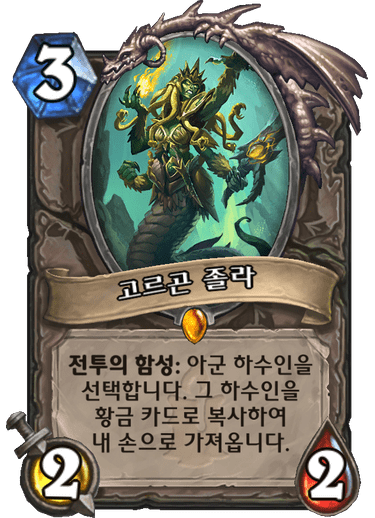 3
고르곤 졸라
전투의 함성: 아군 하수인을
선택합니다. 그 하수인을
황금 카드로 복사하여
내 손으로 가져옵니다.
2
2